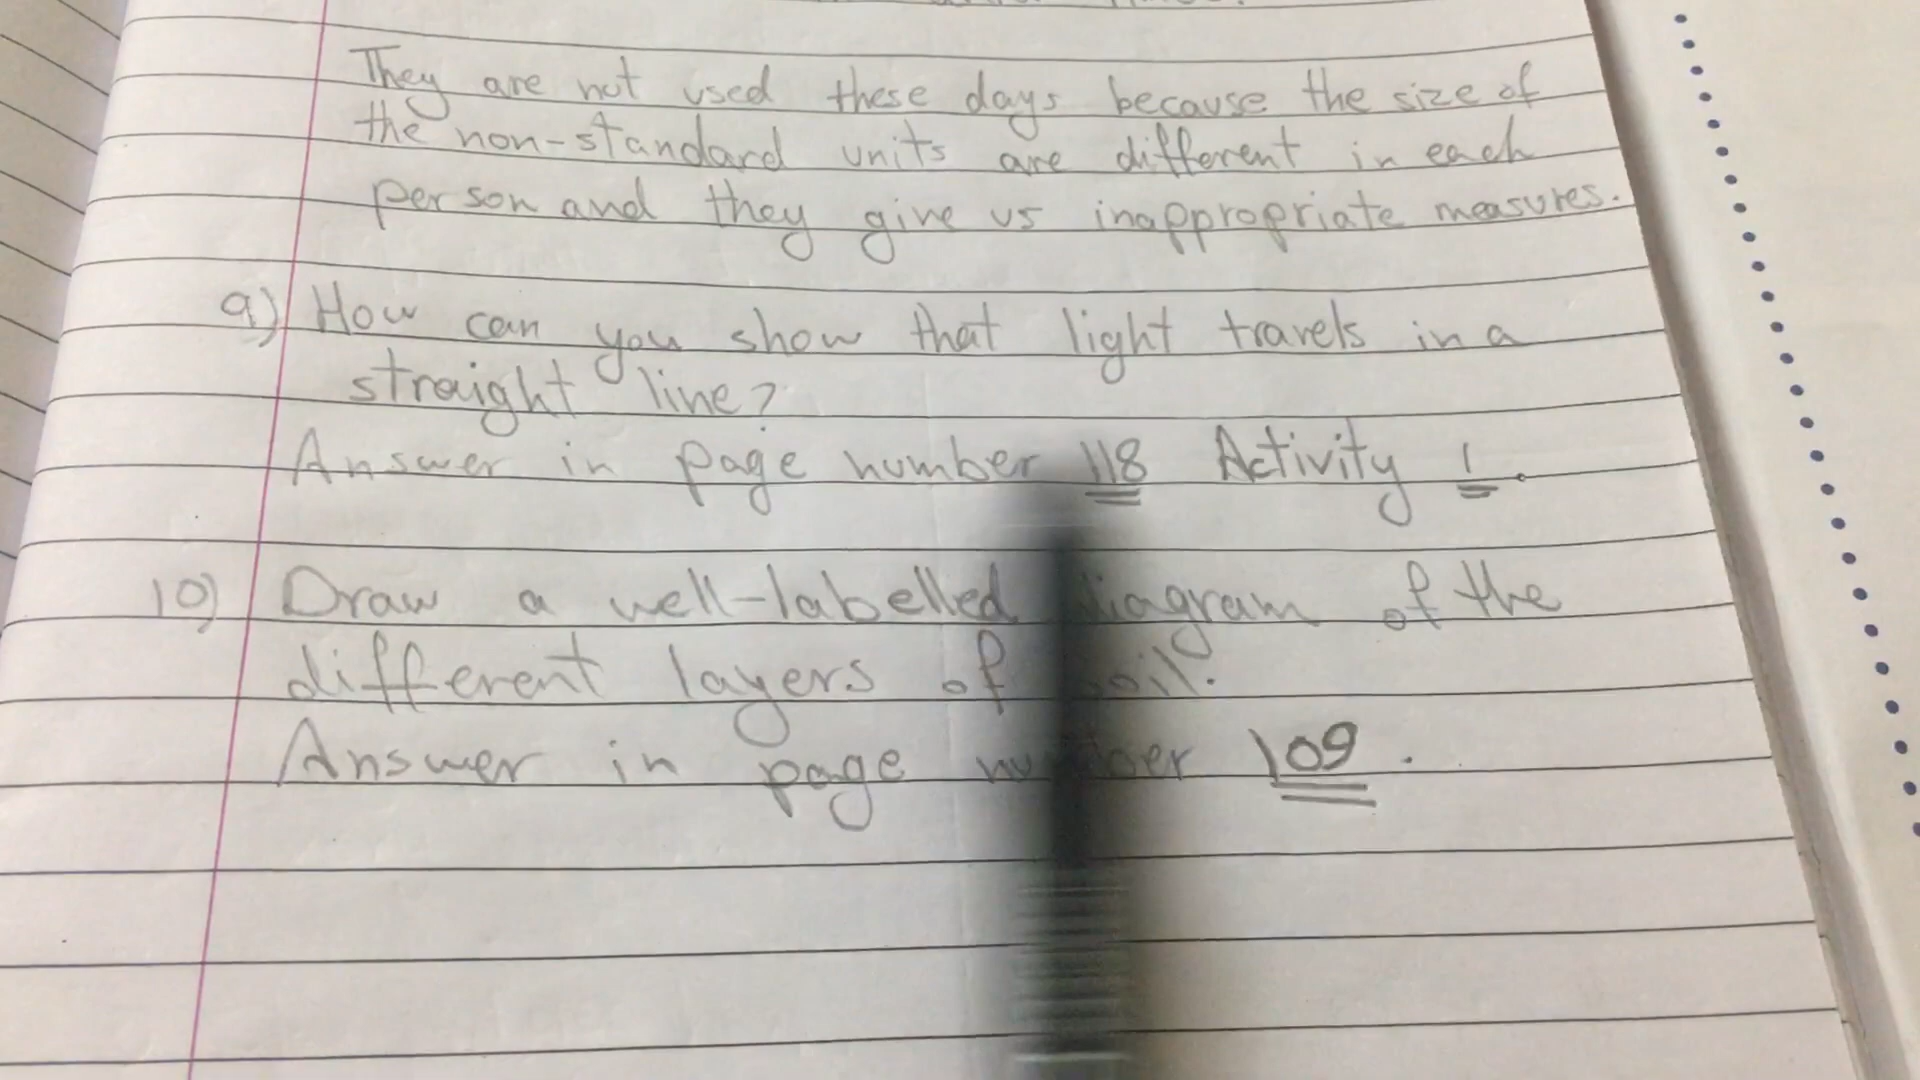 They are not used these days because the size of
the non-standard units are different in each
person and they give us inappropriate measures.
9) How can you show that light travels in a
straight line?
Answer in page number 118 Activity 1.
10) Draw a well-labelled diagram of the
different layers of soil.
Answer in page number 109.